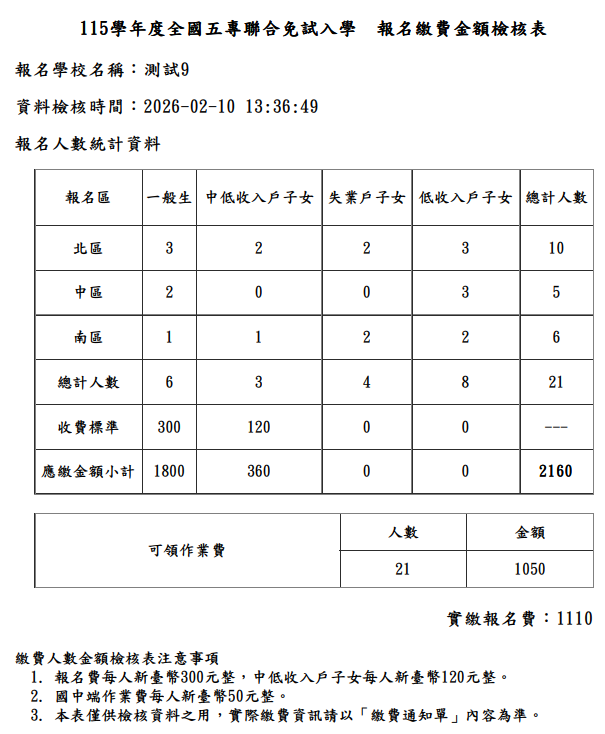 115學年度全國五專聯合免試入學　報名繳費金額檢核表
報名學校名稱：測試9
資料檢核時間：2026-02-10 13:36:49
報名人數統計資料
報名區 一般生 中低收入戶子女 失業戶子女 低收入戶子女 總計人數
北區 3 2 2 3 10
中區 2 0 0 3 5
南區 1 1 2 2 6
總計人數 6 3 4 8 21
收費標準 300 120 0 0 ---
應繳金額小計 1800 360 0 0 2160
可領作業費 人數 金額
21 1050
實繳報名費：1110
繳費人數金額檢核表注意事項
1. 報名費每人新臺幣300元整，中低收入戶子女每人新臺幣120元整。
2. 國中端作業費每人新臺幣50元整。
3. 本表僅供檢核資料之用，實際繳費資訊請以「繳費通知單」內容為準。